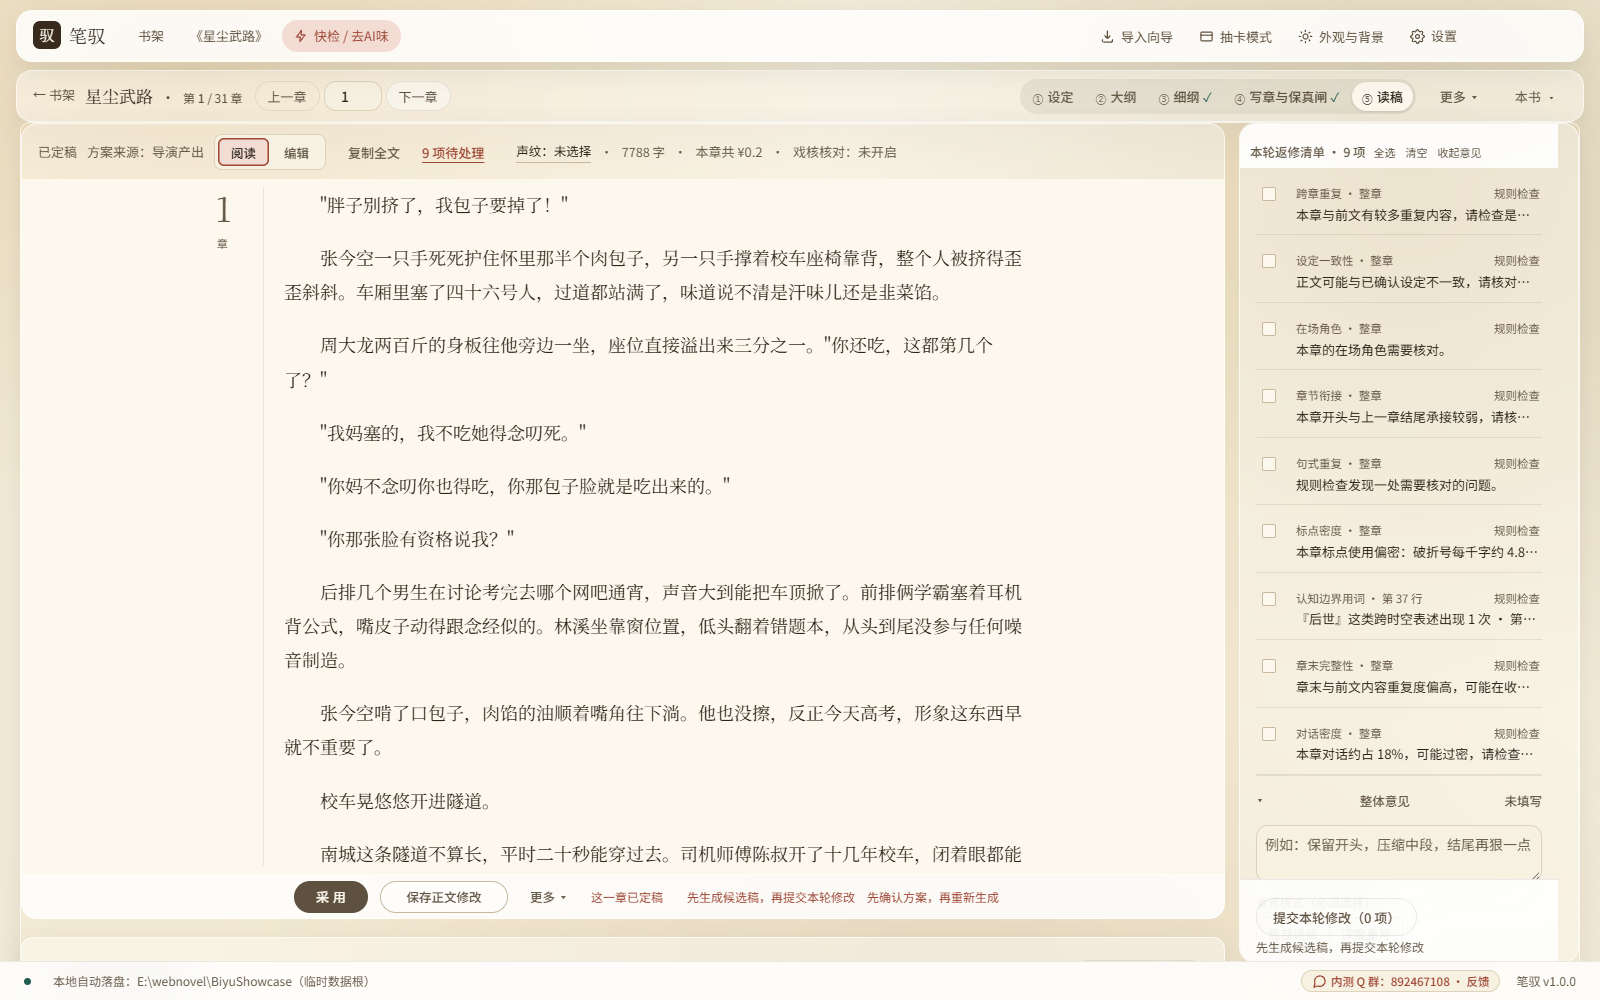 驭 笔驭 书架 《星尘武路》 快检 / 去AI味 导入向导 抽卡模式 外观与背景 设置
←书架 星尘武路 · 第 1 / 31 章 上一章 1 下一章 ① 设定 ② 大纲 ③ 细纲 ✓ ④ 写章与保真闸 ✓ ⑤ 读稿 更多 本书
已定稿 方案来源：导演产出 阅读 编辑 复制全文 9 项待处理 声纹：未选择 · 7788 字 · 本章共 ¥0.2 · 戏核核对：未开启
1
章
"胖子别挤了，我包子要掉了！"
张今空一只手死死护住怀里那半个肉包子，另一只手撑着校车座椅靠背，整个人被挤得歪
歪斜斜。车厢里塞了四十六号人，过道都站满了，味道说不清是汗味儿还是韭菜馅。
周大龙两百斤的身板往他旁边一坐，座位直接溢出来三分之一。"你还吃，这都第几个
了？"
"我妈塞的，我不吃她得念叨死。"
"你妈不念叨你也得吃，你那包子脸就是吃出来的。"
"你那张脸有资格说我？"
后排几个男生在讨论考完去哪个网吧通宵，声音大到能把车顶掀了。前排俩学霸塞着耳机
背公式，嘴皮子动得跟念经似的。林溪坐靠窗位置，低头翻着错题本，从头到尾没参与任何噪
音制造。
张今空啃了口包子，肉馅的油顺着嘴角往下淌。他也没擦，反正今天高考，形象这东西早
就不重要了。
校车晃悠悠开进隧道。
南城这条隧道不算长，平时二十秒能穿过去。司机师傅陈叔开了十几年校车，闭着眼都能
采 用 保存正文修改 更多 这一章已定稿 先生成候选稿，再提交本轮修改 先确认方案，再重新生成
本轮返修清单 · 9 项 全选 清空 收起意见
跨章重复 · 整章 规则检查
本章与前文有较多重复内容，请检查是…
设定一致性 · 整章 规则检查
正文可能与已确认设定不一致，请核对…
在场角色 · 整章 规则检查
本章的在场角色需要核对。
章节衔接 · 整章 规则检查
本章开头与上一章结尾承接较弱，请核…
句式重复 · 整章 规则检查
规则检查发现一处需要核对的问题。
标点密度 · 整章 规则检查
本章标点使用偏密：破折号每千字约 4.8…
认知边界用词 · 第 37 行 规则检查
『后世』这类跨时空表述出现 1 次 · 第…
章末完整性 · 整章 规则检查
章末与前文内容重复度偏高，可能在收…
对话密度 · 整章 规则检查
本章对话约占 18%，可能过密，请检查…
整体意见 未填写
例如：保留开头，压缩中段，结尾再狠一点
提交本轮修改（0 项）
先生成候选稿，再提交本轮修改
本地自动落盘：E:\webnovel\BiyuShowcase（临时数据根） 内测 Q 群：892467108 · 反馈 笔驭 v1.0.0